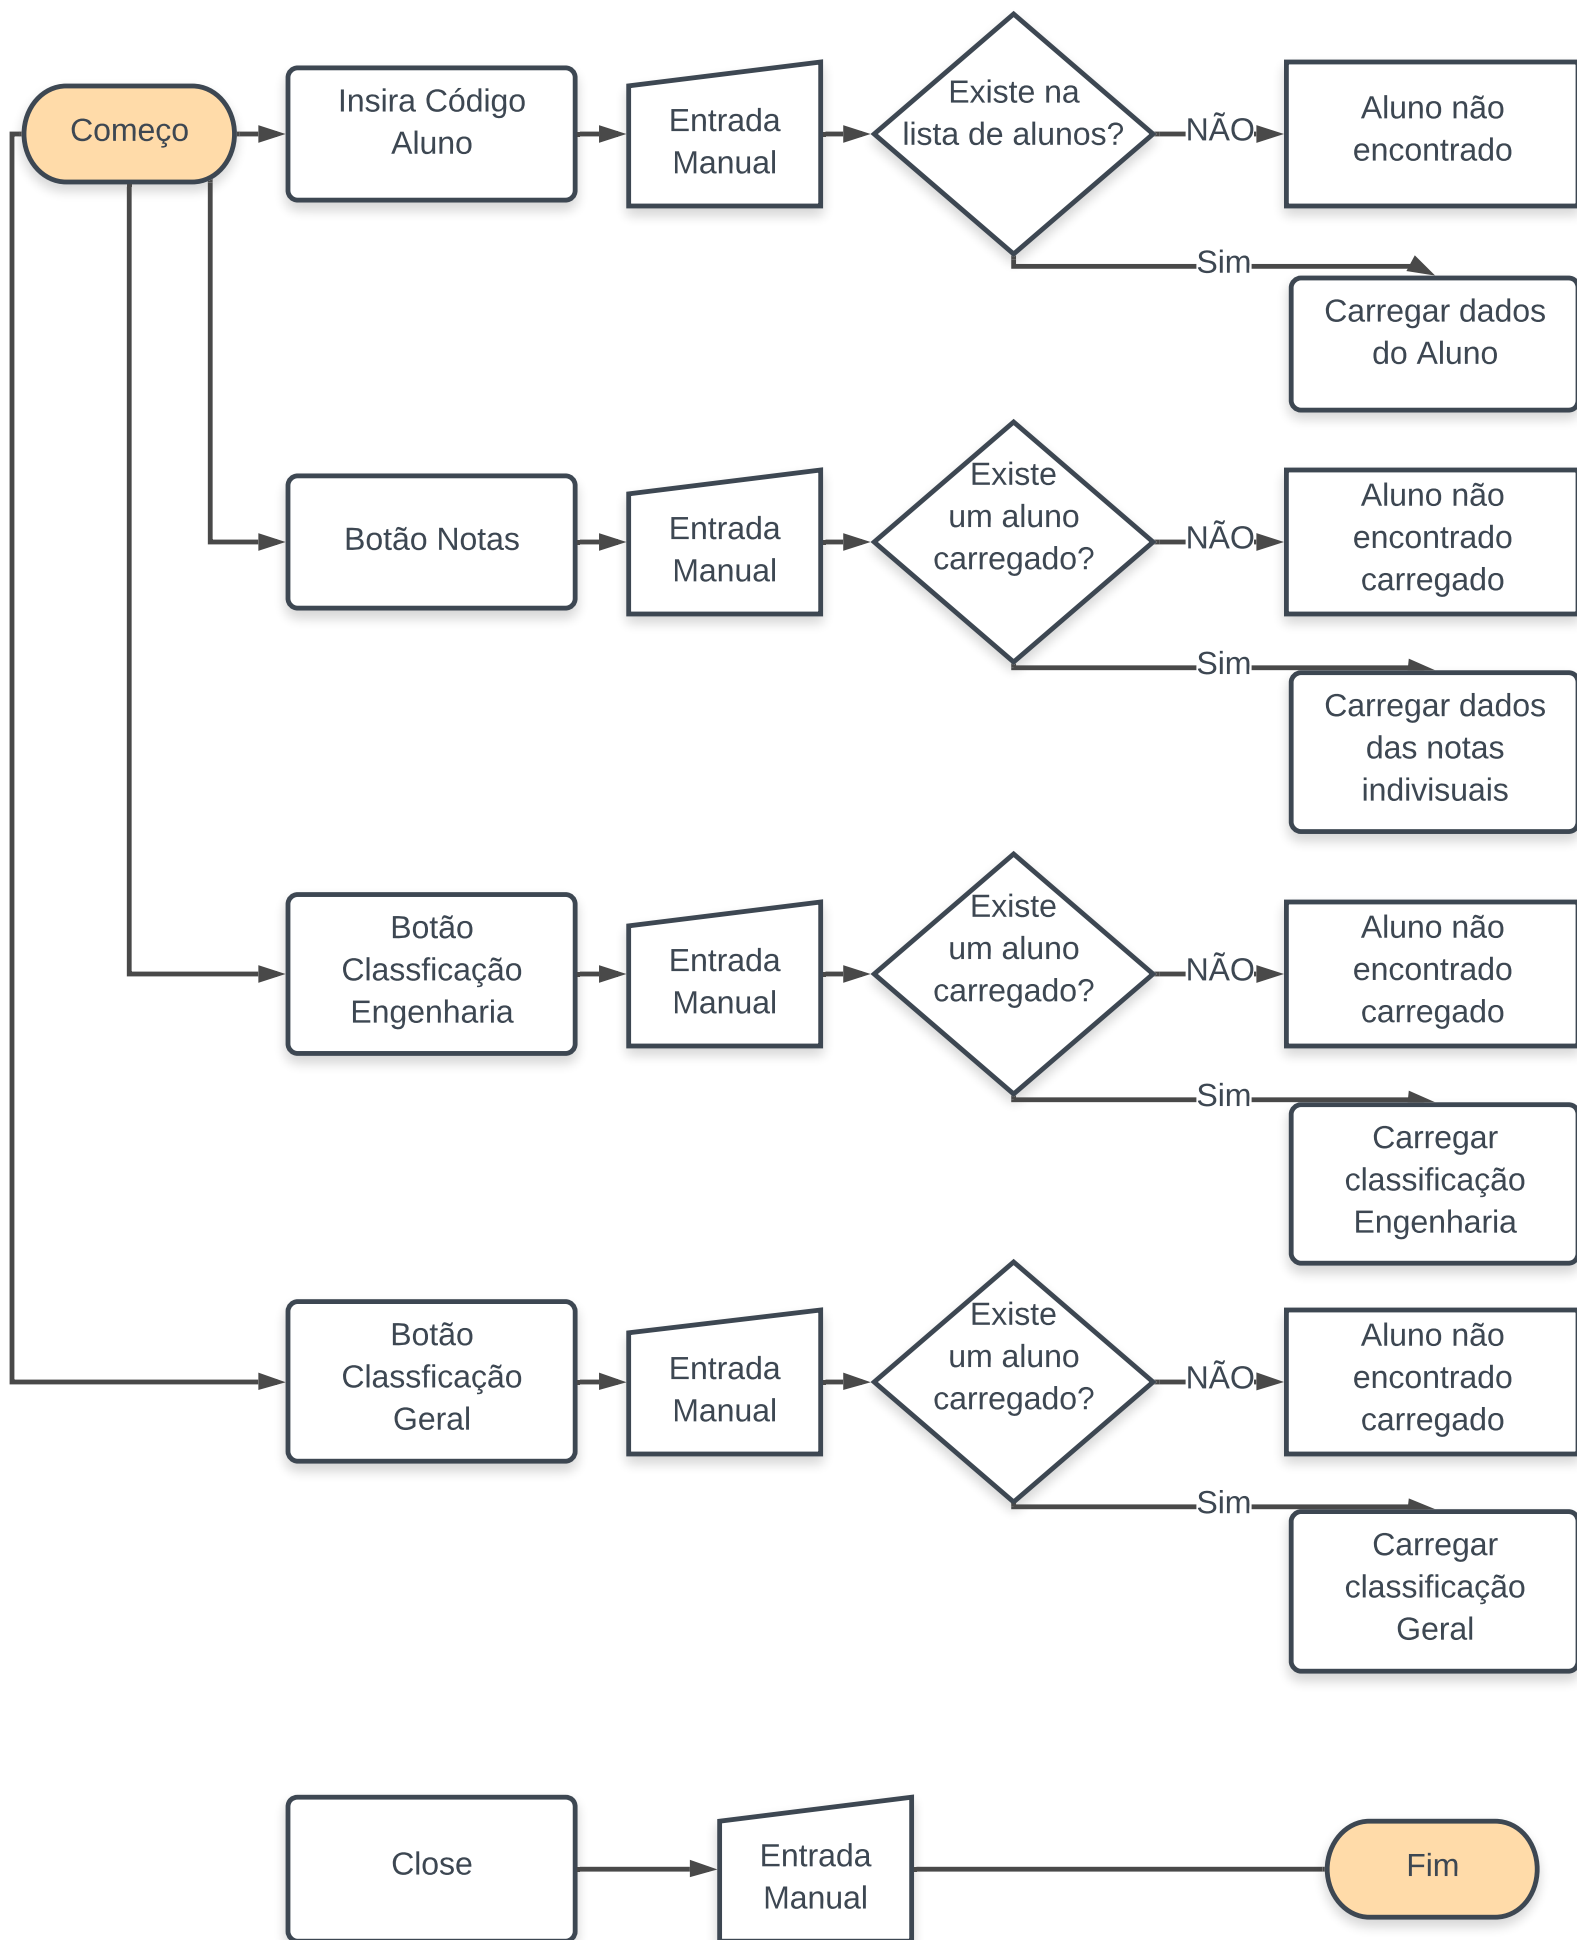 Começo
Insira Código
Aluno
Entrada
Manual
Existe na
lista de alunos?
NÃO
Aluno não
encontrado
Sim
Carregar dados
do Aluno
Botão Notas
Entrada
Manual
Existe
um aluno
carregado?
NÃO
Aluno não
encontrado
carregado
Sim
Carregar dados
das notas
indivisuais
Botão
Classficação
Engenharia
Entrada
Manual
Existe
um aluno
carregado?
NÃO
Aluno não
encontrado
carregado
Sim
Carregar
classificação
Engenharia
Botão
Classficação
Geral
Entrada
Manual
Existe
um aluno
carregado?
NÃO
Aluno não
encontrado
carregado
Sim
Carregar
classificação
Geral
Close
Entrada
Manual
Fim